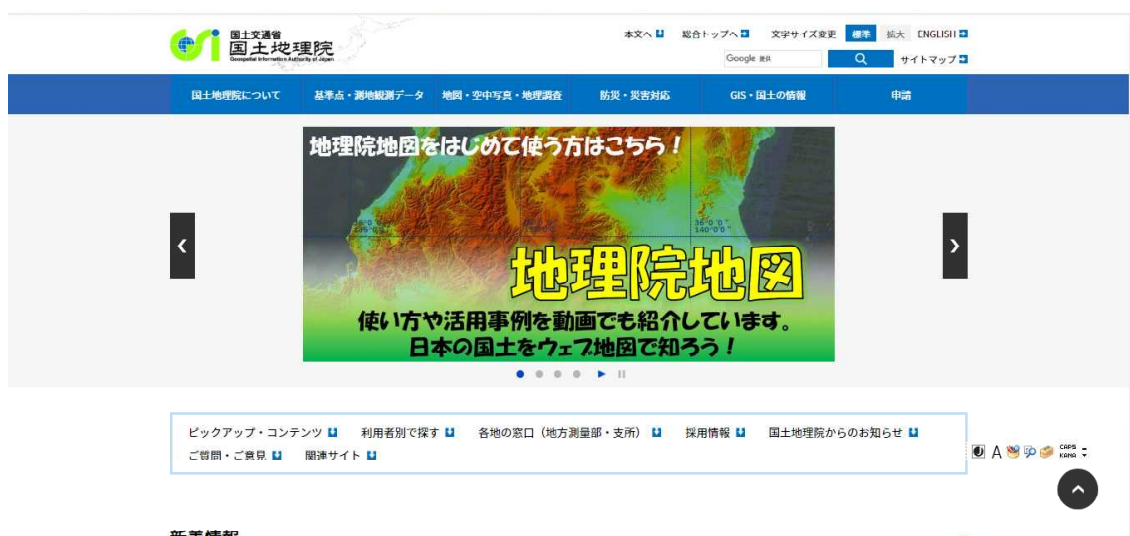 国土交通省
国土地理院
Geospatial Information Authority of Japan
本文へ 総合トップへ 文字サイズ変更 標準 拡大 ENGLISH
Google 提供 サイトマップ
国土地理院について 基準点・測地観測データ 地図・空中写真・地理調査 防災・災害対応 GIS・国土の情報 申請
地理院地図をはじめて使う方はこちら！
地理院地図
使い方や活用事例を動画でも紹介しています。
日本の国土をウェブ地図で知ろう！
ピックアップ・コンテンツ 利用者別で探す 各地の窓口（地方測量部・支所） 採用情報 国土地理院からのお知らせ
ご質問・ご意見 関連サイト
A CAPS
KANA
新着情報